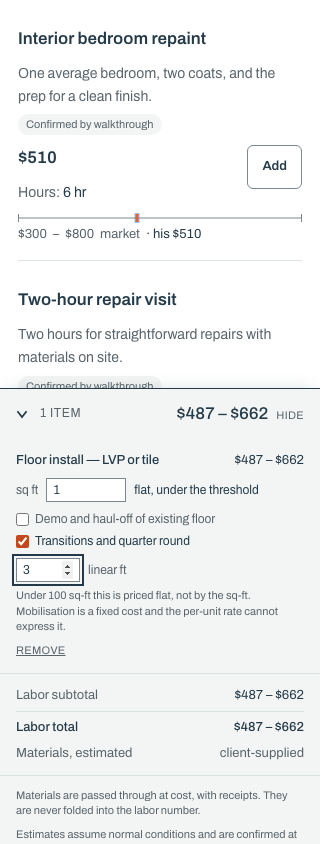 Interior bedroom repaint
One average bedroom, two coats, and the
prep for a clean finish.
Confirmed by walkthrough
$510
Add
Hours: 6 hr
$300 – $800 market · his $510
Two-hour repair visit
Two hours for straightforward repairs with
materials on site.
Confirmed by walkthrough
1 ITEM $487 – $662 HIDE
Floor install — LVP or tile $487 – $662
sq ft 1 flat, under the threshold
Demo and haul-off of existing floor
Transitions and quarter round
3 linear ft
Under 100 sq-ft this is priced flat, not by the sq-ft.
Mobilisation is a fixed cost and the per-unit rate cannot
express it.
REMOVE
Labor subtotal $487 – $662
Labor total $487 – $662
Materials, estimated client-supplied
Materials are passed through at cost, with receipts. They
are never folded into the labor number.
Estimates assume normal conditions and are confirmed at